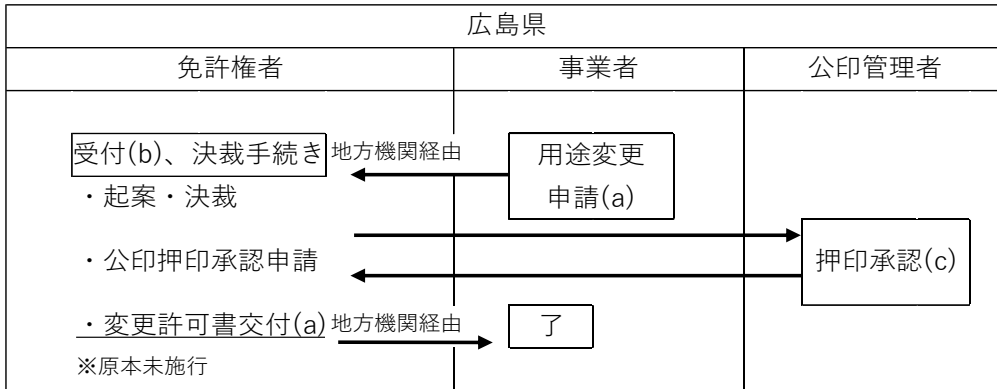 広島県
免許権者 事業者 公印管理者
受付(b)、決裁手続き 地方機関経由 用途変更
申請(a)
・起案・決裁
・公印押印承認申請 押印承認(c)
・変更許可書交付(a) 地方機関経由 了
※原本未施行